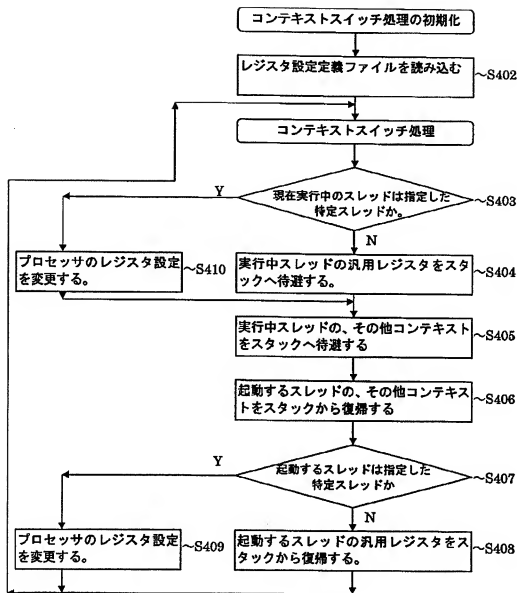 コンテキストスイッチ処理の初期化
レジスタ設定定義ファイルを読み込む
~S402
コンテキストスイッチ処理
Y
現在実行中のスレッドは指定した
特定スレッドか。
~S403
N
プロセッサのレジスタ設定
を変更する。
~S410
実行中スレッドの汎用レジスタをスタ
ックへ待避する。
~S404
実行中スレッドの、その他コンテキスト
をスタックへ待避する
~S405
起動するスレッドの、その他コンテキス
トをスタックから復帰する
~S406
Y
起動するスレッドは指定した
特定スレッドか
~S407
N
プロセッサのレジスタ設定
を変更する。
~S409
起動するスレッドの汎用レジスタをス
タックから復帰する。
~S408